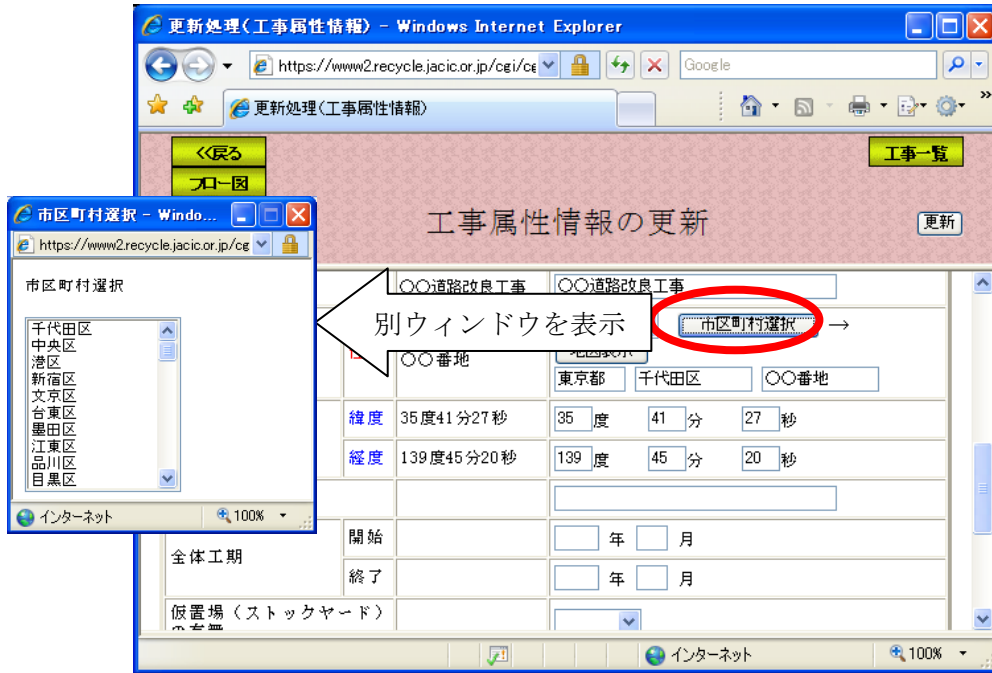 更新処理(工事属性情報) - Windows Internet Explorer
https://www2.recycle.jacic.or.jp/cgi/ce
Google
更新処理(工事属性情報)
<<戻る
工事一覧
フロー図
工事属性情報の更新
更新
市区町村選択 - Windo...
https://www2.recycle.jacic.or.jp/cg
市区町村選択
千代田区
中央区
港区
新宿区
文京区
台東区
墨田区
江東区
品川区
目黒区
インターネット 100%
別ウィンドウを表示
〇〇道路改良工事 〇〇道路改良工事
市区町村選択 →
〇〇番地
東京都 千代田区 〇〇番地
緯度 35度41分27秒 35 度 41 分 27 秒
経度 139度45分20秒 139 度 45 分 20 秒
全体工期
開始 年 月
終了 年 月
仮置場(ストックヤード)
の有無
インターネット 100%